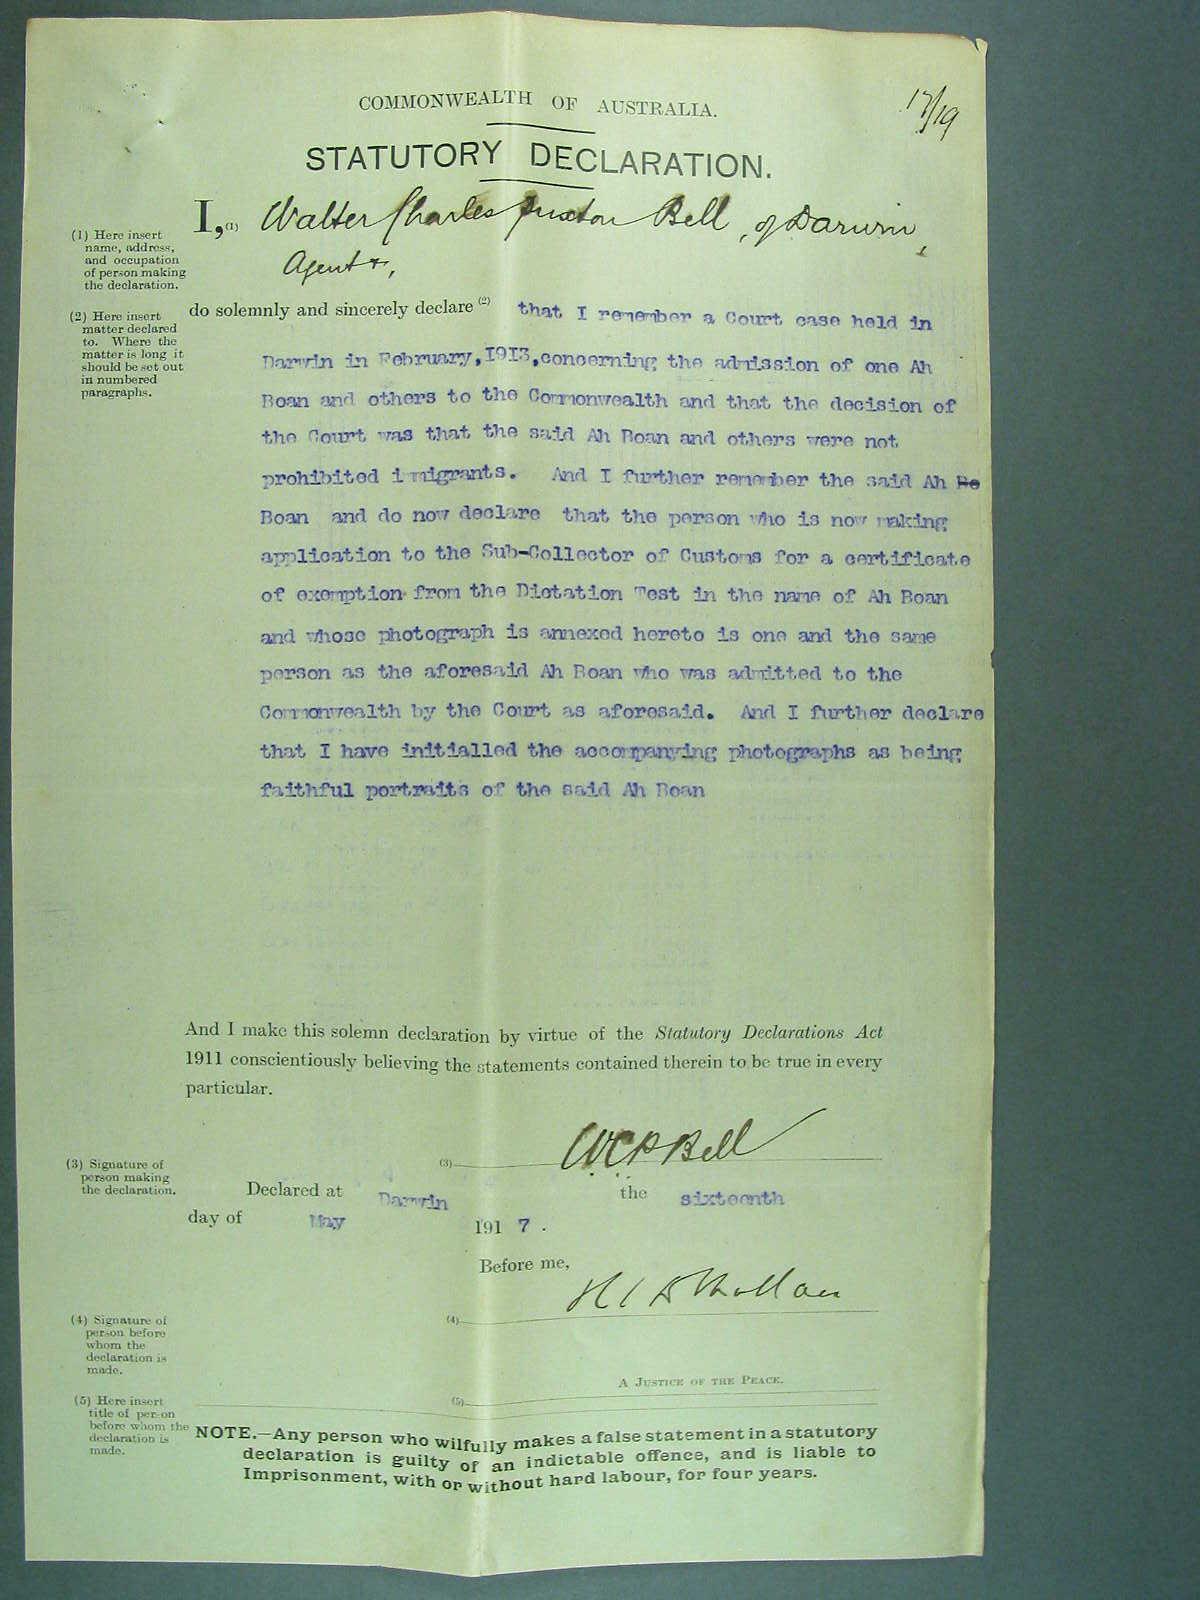 17/19
COMMONWEALTH OF AUSTRALIA.
STATUTORY DECLARATION.
I, (1) Walter Charles Bell, of Darwin,
Agent,
(1) Here insert
name, address,
and occupation
of person making
the declaration.
do solemnly and sincerely declare (2) that I remember a Court case held in
(2) Here insert
matter declared
to. Where the
matter is long it
should be set out
in numbered
paragraphs.
Darwin in February, 1913, concerning the admission of one Ah
Boan and others to the Commonwealth and that the decision of
the Court was that the said Ah Boan and others were not
prohibited immigrants. And I further remember the said Ah Bo
Boan and do now declare that the person who is now making
application to the Sub-Collector of Customs for a certificate
of exemption from the Dictation Test in the name of Ah Boan
and whose photograph is annexed hereto is one and the same
person as the aforesaid Ah Boan who was admitted to the
Commonwealth by the Court as aforesaid. And I further declare
that I have initialled the accompanying photographs as being
faithful portraits of the said Ah Boan
And I make this solemn declaration by virtue of the Statutory Declarations Act
1911 conscientiously believing the statements contained therein to be true in every
particular.
(3) WCP Bell
(3) Signature of
person making
the declaration.
Declared at Darwin the sixteenth
day of May 1917.
Before me,
(4)
(4) Signature of
person before
whom the
declaration is
made.
A JUSTICE OF THE PEACE.
(5)
(5) Here insert
title of person
before whom the
declaration is
made.
NOTE.—Any person who wilfully makes a false statement in a statutory
declaration is guilty of an indictable offence, and is liable to
Imprisonment, with or without hard labour, for four years.